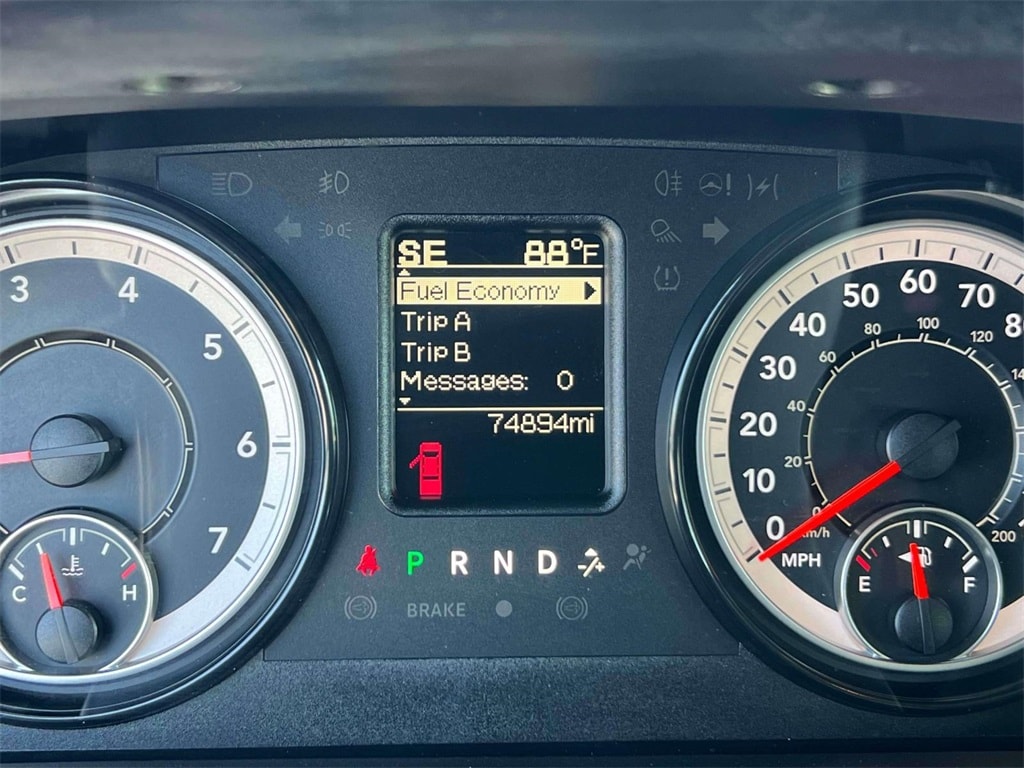 SE 88°F
Fuel Economy
Trip A
Trip B
Messages: 0
74894mi
3 4 5 6 7
C H
P R N D
BRAKE
0 10 20 30 40 50 60 70
MPH
20 40 60 80 100 120
200
E F